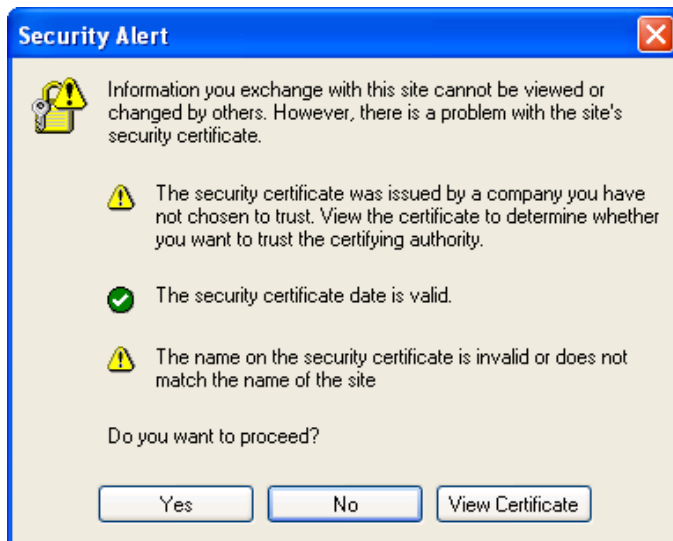 Security Alert
Information you exchange with this site cannot be viewed or
changed by others. However, there is a problem with the site's
security certificate.
The security certificate was issued by a company you have
not chosen to trust. View the certificate to determine whether
you want to trust the certifying authority.
The security certificate date is valid.
The name on the security certificate is invalid or does not
match the name of the site
Do you want to proceed?
Yes
No
View Certificate